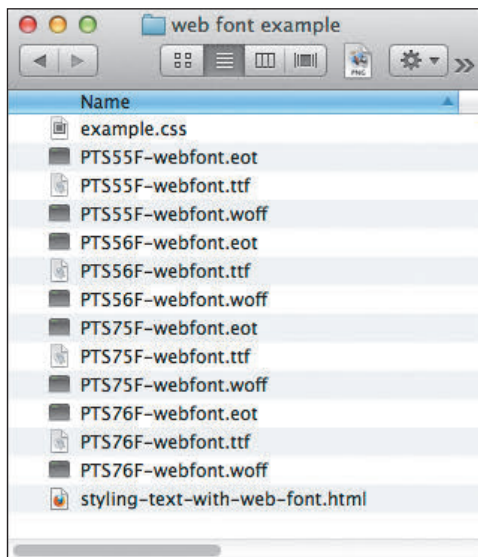 web font example
PNG
Name
example.css
PTS55F-webfont.eot
PTS55F-webfont.ttf
PTS55F-webfont.woff
PTS56F-webfont.eot
PTS56F-webfont.ttf
PTS56F-webfont.woff
PTS75F-webfont.eot
PTS75F-webfont.ttf
PTS75F-webfont.woff
PTS76F-webfont.eot
PTS76F-webfont.ttf
PTS76F-webfont.woff
styling-text-with-web-font.html